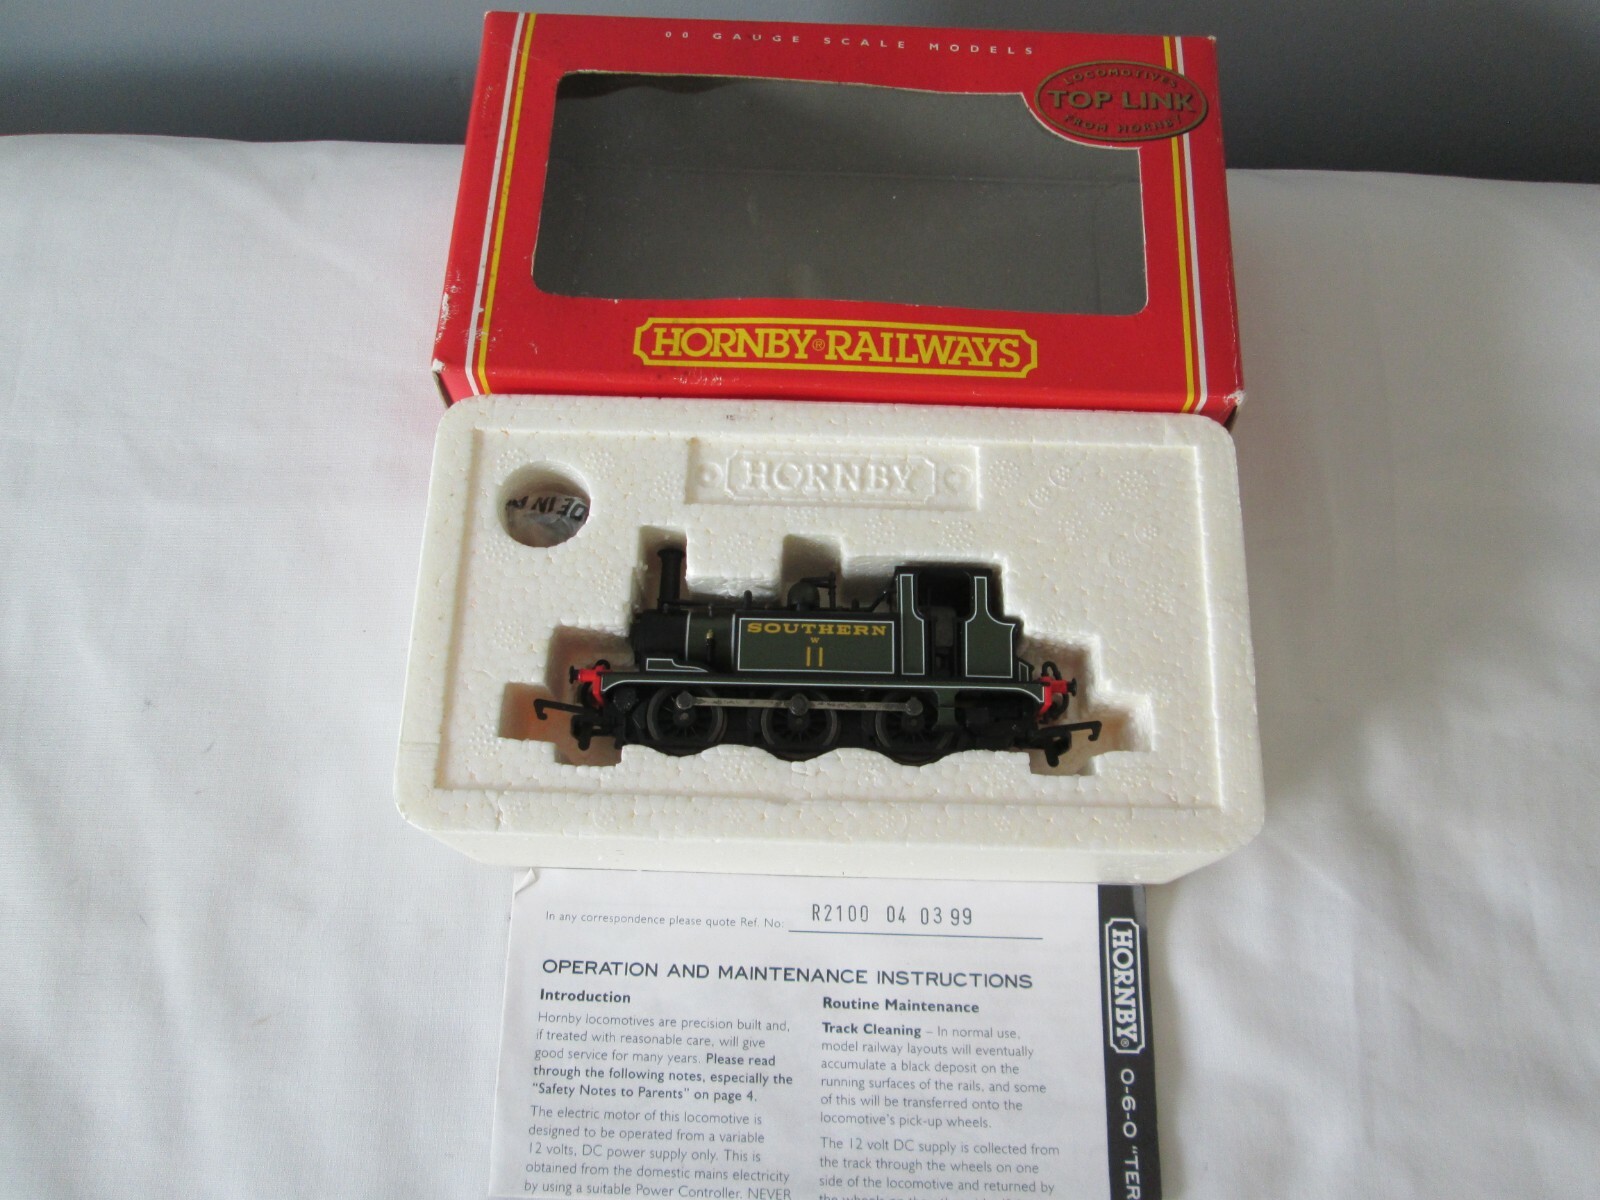 00 GAUGE SCALE MODELS
LOCOMOTIVES
TOP LINK
FROM HORNBY
HORNBY® RAILWAYS
HORNBY
DE IN
SOUTHERN
W
11
In any correspondence please quote Ref. No: R2100 04 03 99
OPERATION AND MAINTENANCE INSTRUCTIONS
Introduction
Hornby locomotives are precision built and,
if treated with reasonable care, will give
good service for many years. Please read
through the following notes, especially the
"Safety Notes to Parents" on page 4.
The electric motor of this locomotive is
designed to be operated from a variable
12 volts, DC power supply only. This is
obtained from the domestic mains electricity
by using a suitable Power Controller. NEVER
Routine Maintenance
Track Cleaning – In normal use,
model railway layouts will eventually
accumulate a black deposit on the
running surfaces of the rails, and some
of this will be transferred onto the
locomotive's pick-up wheels.
The 12 volt DC supply is collected from
the track through the wheels on one
side of the locomotive and returned by
HORNBY® 0-6-0 "TER